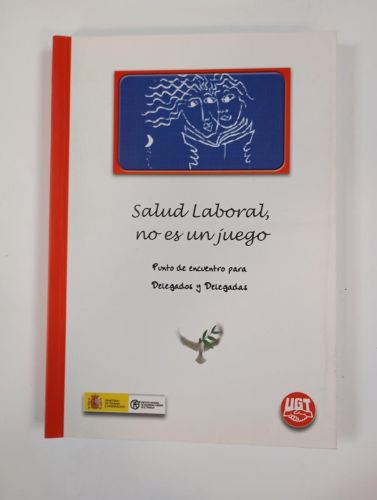 Salud Laboral,
no es un juego
Punto de encuentro para
Delegados y Delegadas
UGT